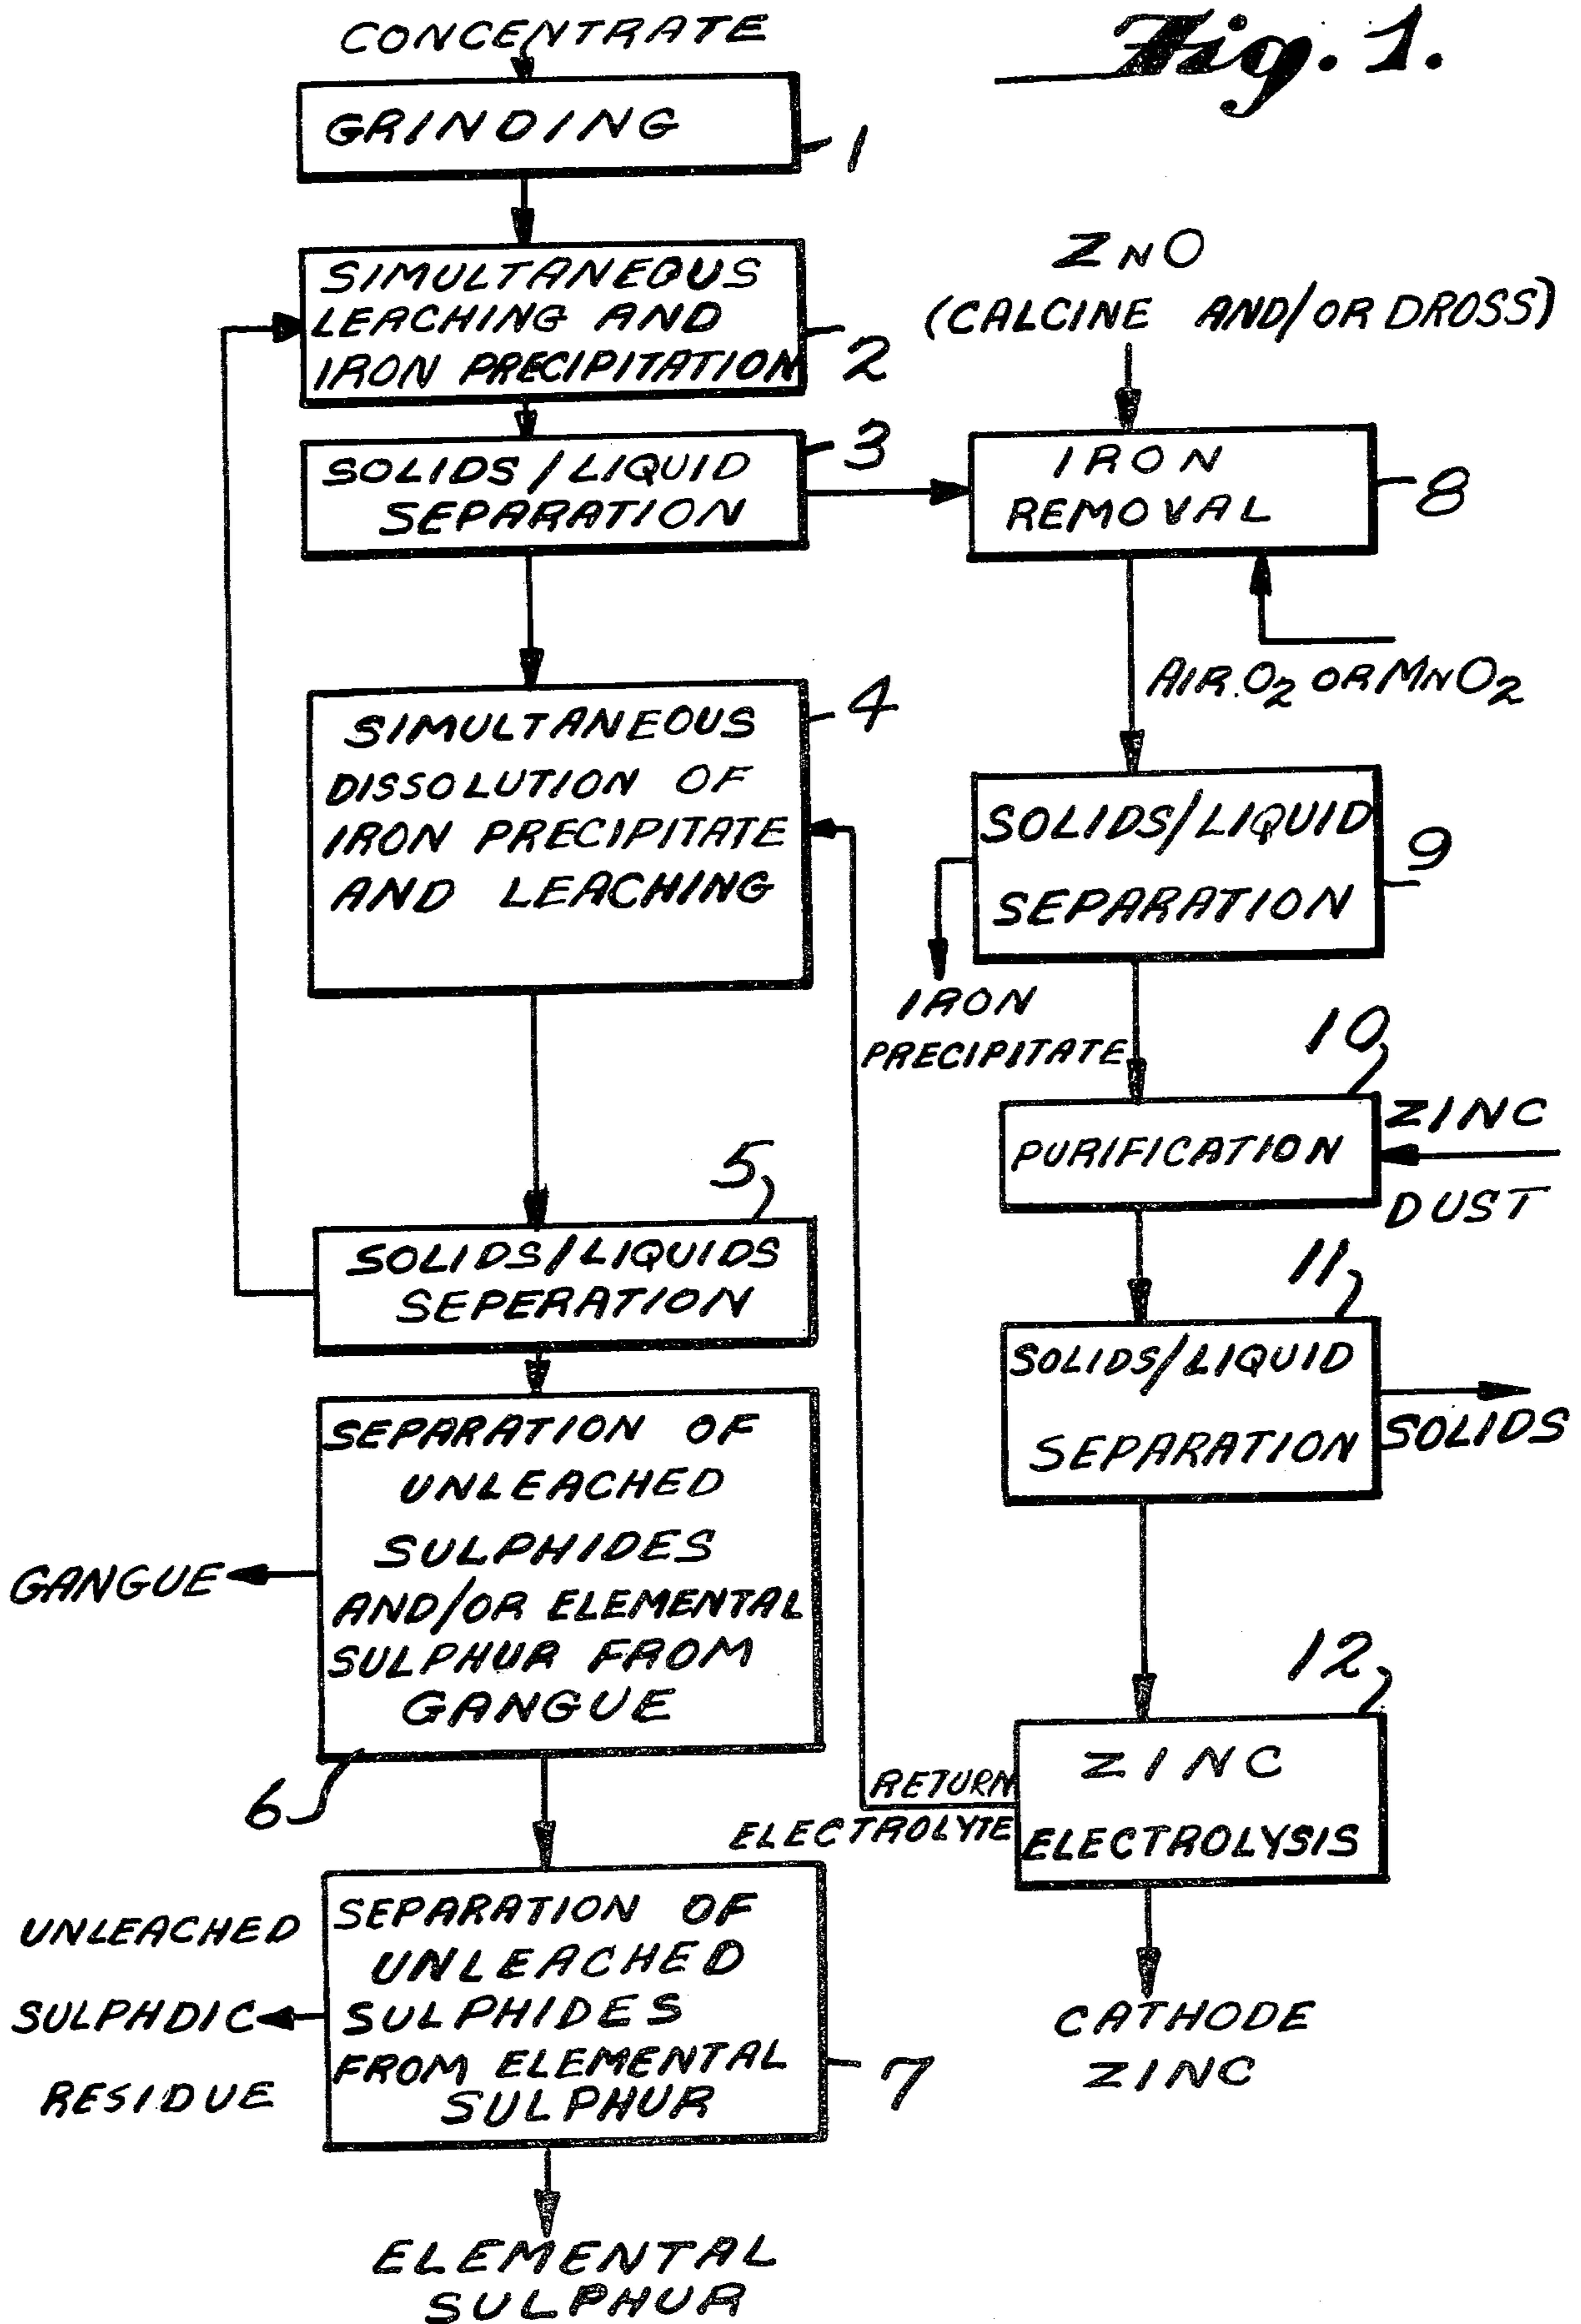 Fig. 1.
CONCENTRATE
GRINDING
1
SIMULTANEOUS
LEACHING AND
IRON PRECIPITATION
2
SOLIDS/LIQUID
SEPARATION
3
SIMULTANEOUS
DISSOLUTION OF
IRON PRECIPITATE
AND LEACHING
4
5
SOLIDS/LIQUIDS
SEPERATION
SEPARATION OF
UNLEACHED
SULPHIDES
AND/OR ELEMENTAL
SULPHUR FROM
GANGUE
GANGUE
6
SEPARATION OF
UNLEACHED
SULPHIDES
FROM ELEMENTAL
SULPHUR
7
UNLEACHED
SULPHDIC
RESIDUE
ELEMENTAL
SULPHUR
ZNO
(CALCINE AND/OR DROSS)
IRON
REMOVAL
8
AIR.O2 OR MNO2
SOLIDS/LIQUID
SEPARATION
9
IRON
PRECIPITATE
10
PURIFICATION
ZINC
DUST
11
SOLIDS/LIQUID
SEPARATION
SOLIDS
12
ZINC
ELECTROLYSIS
RETURN
ELECTROLYTE
CATHODE
ZINC